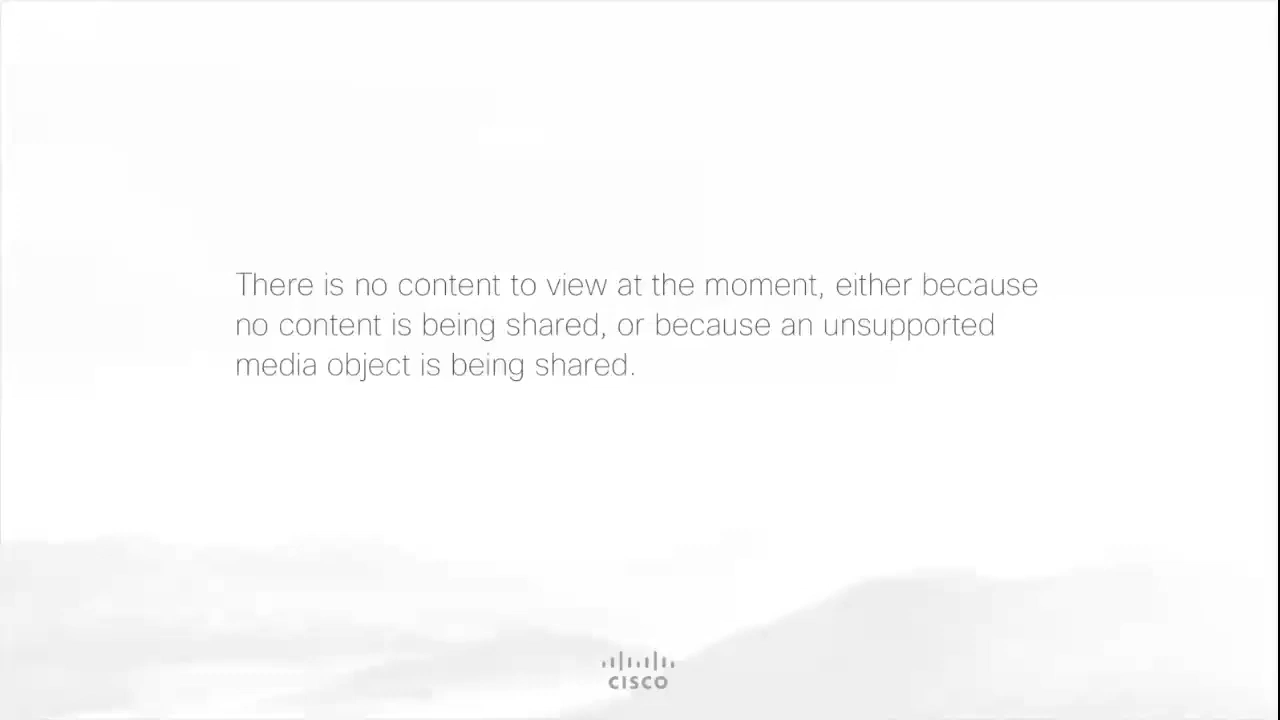 There is no content to view at the moment, either because
no content is being shared, or because an unsupported
media object is being shared.
CISCO